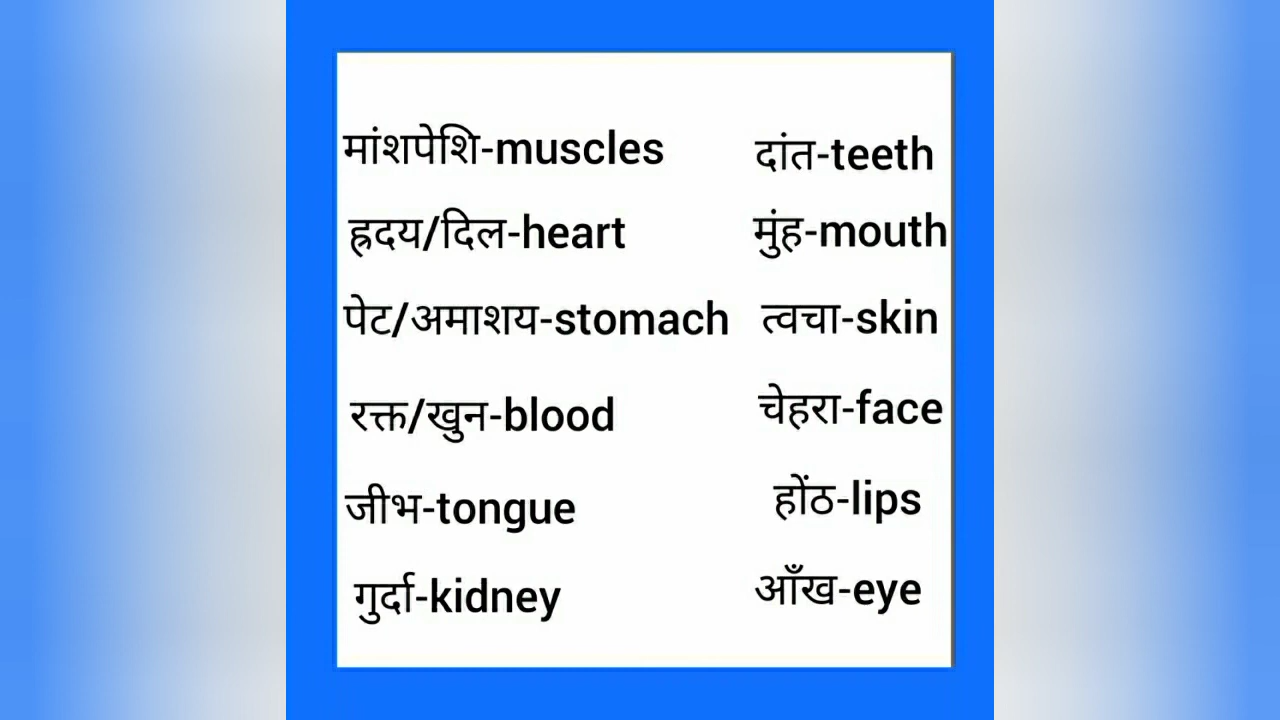 मांशपेशि-muscles
ह्रदय/दिल-heart
पेट/अमाशय-stomach
रक्त/खुन-blood
जीभ-tongue
गुर्दा-kidney
दांत-teeth
मुंह-mouth
त्वचा-skin
चेहरा-face
होंठ-lips
आँख-eye